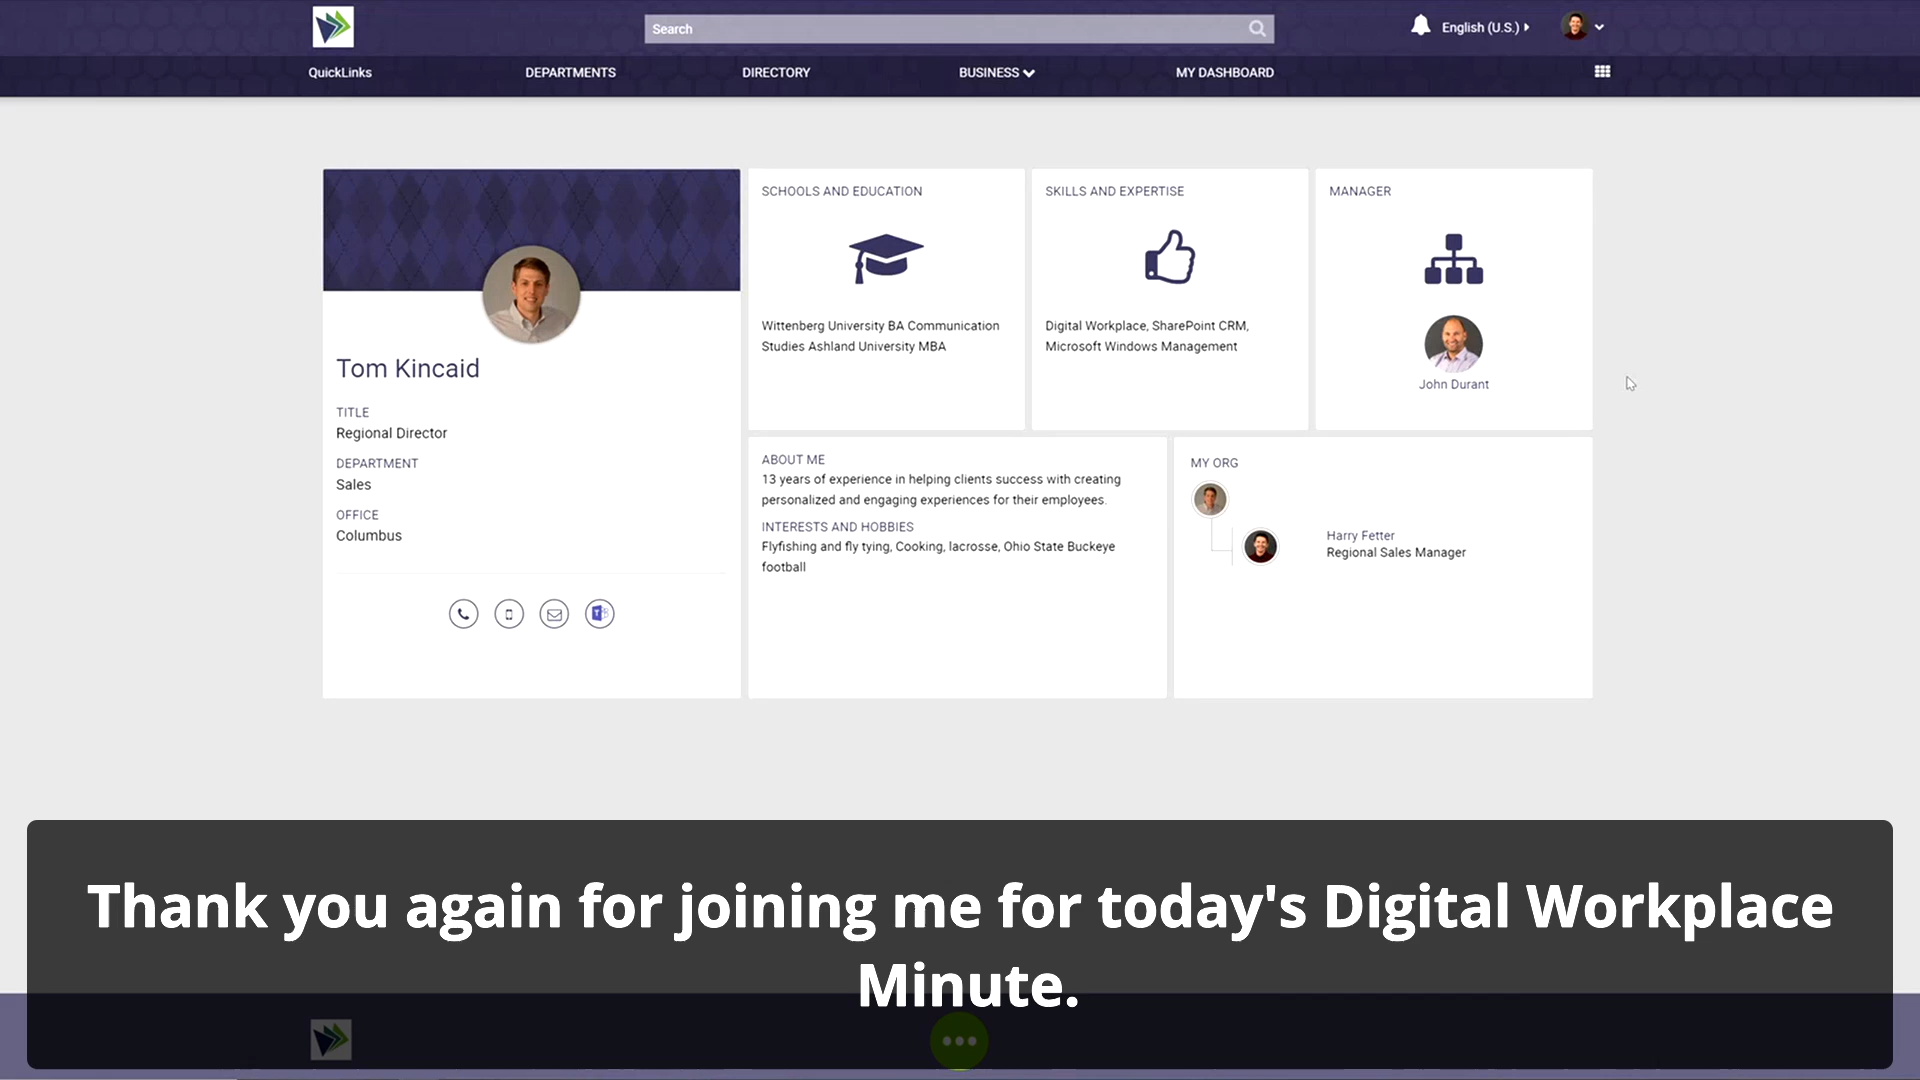 Search
English (U.S.)
QuickLinks
DEPARTMENTS
DIRECTORY
BUSINESS
MY DASHBOARD
Tom Kincaid
TITLE
Regional Director
DEPARTMENT
Sales
OFFICE
Columbus
SCHOOLS AND EDUCATION
Wittenberg University BA Communication
Studies Ashland University MBA
SKILLS AND EXPERTISE
Digital Workplace, SharePoint CRM,
Microsoft Windows Management
MANAGER
John Durant
ABOUT ME
13 years of experience in helping clients success with creating
personalized and engaging experiences for their employees.
INTERESTS AND HOBBIES
Flyfishing and fly tying, Cooking, lacrosse, Ohio State Buckeye
football
MY ORG
Harry Fetter
Regional Sales Manager
Thank you again for joining me for today's Digital Workplace
Minute.